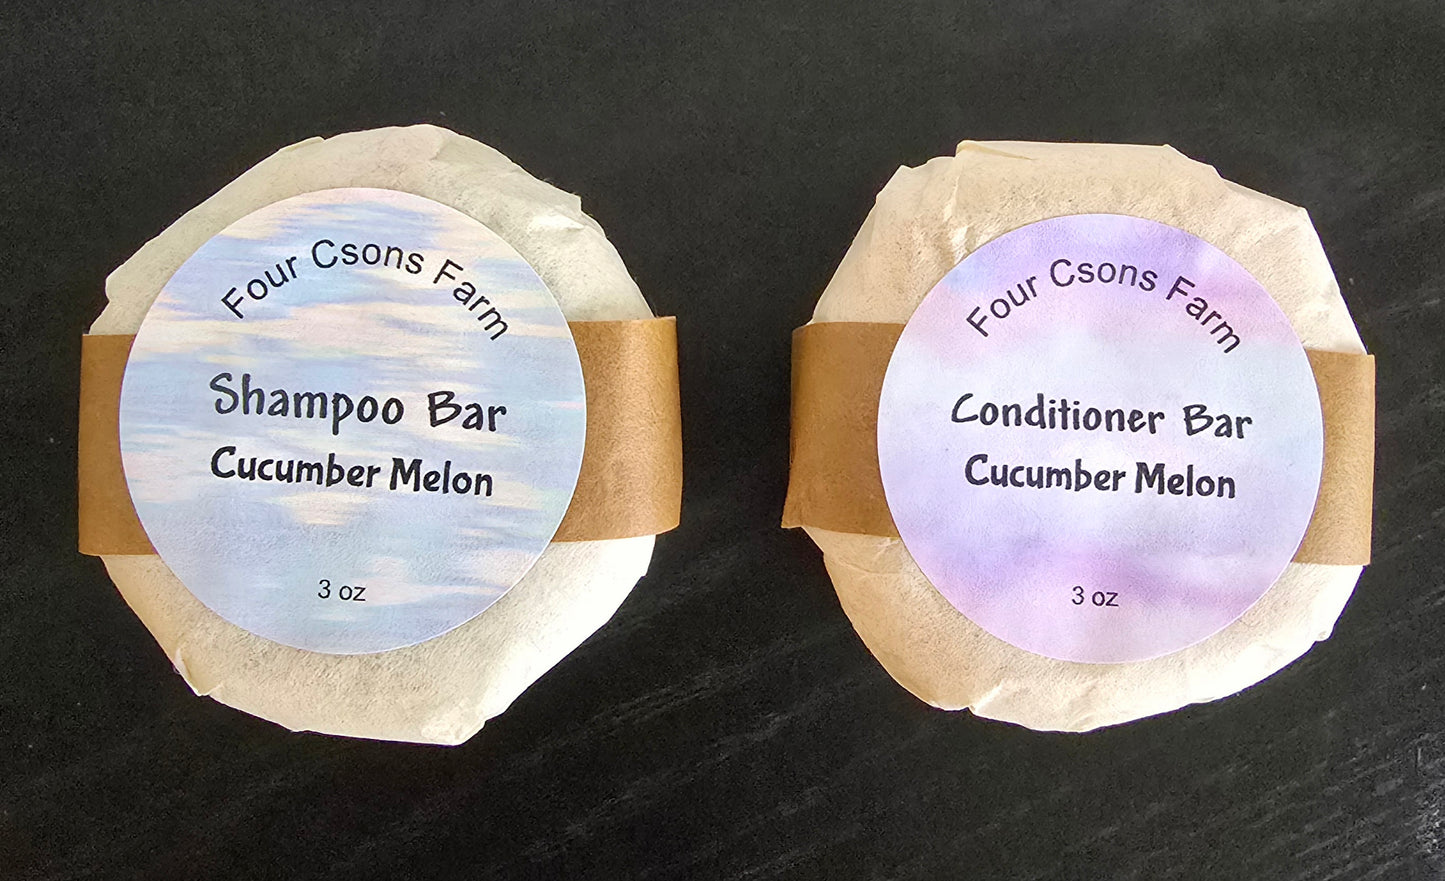 Four Csons Farm
Shampoo Bar
Cucumber Melon
3 oz
Four Csons Farm
Conditioner Bar
Cucumber Melon
3 oz